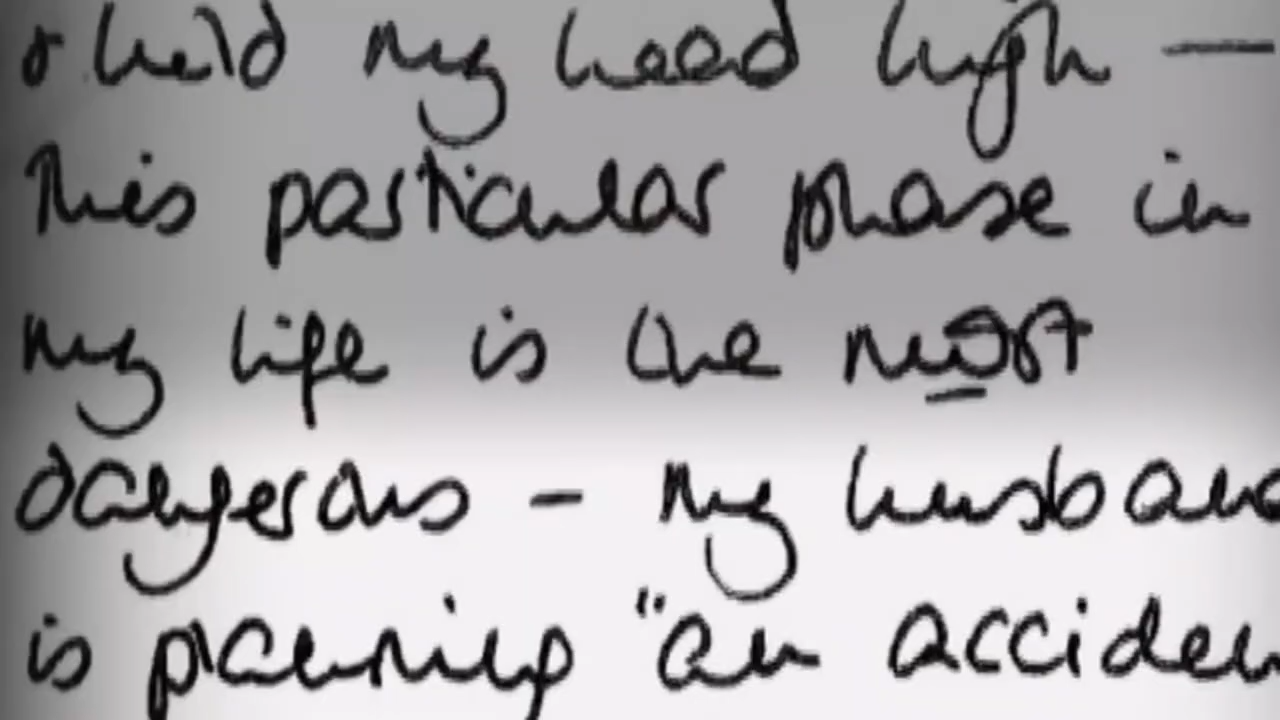 & held my head high —
This particular phase in
my life is the most
dangerous - my husband
is planning "an acciden